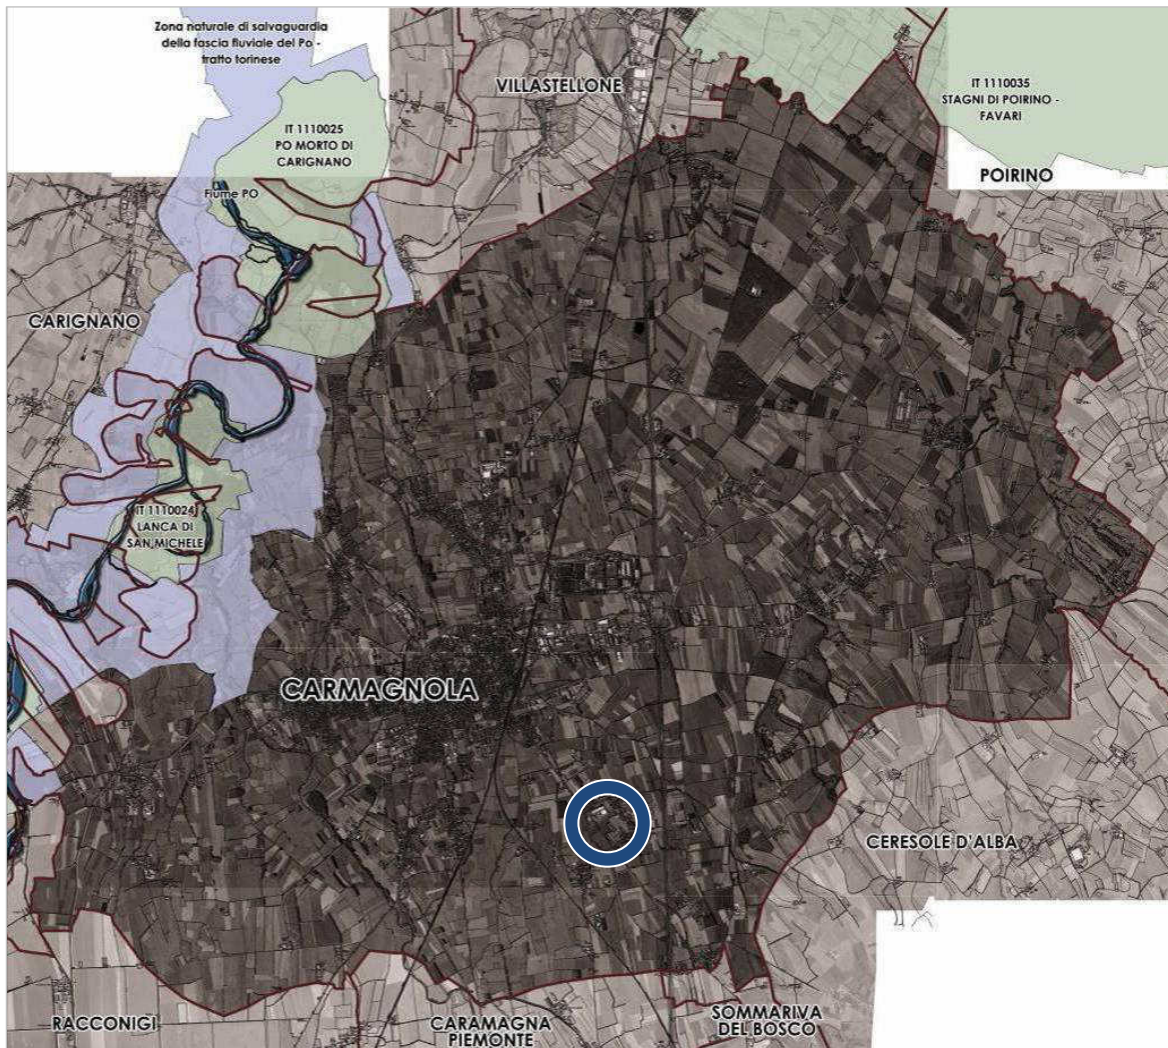 Zona naturale di salvaguardia
della fascia fluviale del Po -
tratto torinese
VILLASTELLONE
IT 1110035
STAGNI DI POIRINO -
FAVARI
IT 1110025
PO MORTO DI
CARIGNANO
POIRINO
Fiume PO
CARIGNANO
IT 1110024
LANCA DI
SAN MICHELE
CARMAGNOLA
CERESOLE D'ALBA
RACCONIGI
CARAMAGNA
PIEMONTE
SOMMARIVA
DEL BOSCO